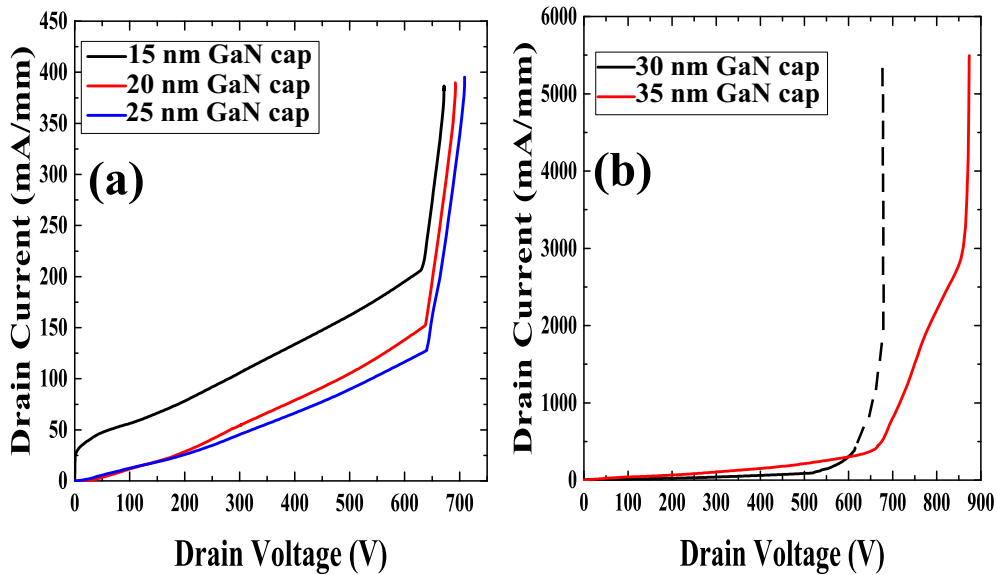 15 nm GaN cap
20 nm GaN cap
25 nm GaN cap
(a)
Drain Current (mA/mm)
450
400
350
300
250
200
150
100
50
0
0 100 200 300 400 500 600 700
Drain Voltage (V)
30 nm GaN cap
35 nm GaN cap
(b)
Drain Current (mA/mm)
6000
5000
4000
3000
2000
1000
0
0 100 200 300 400 500 600 700 800 900
Drain Voltage (V)